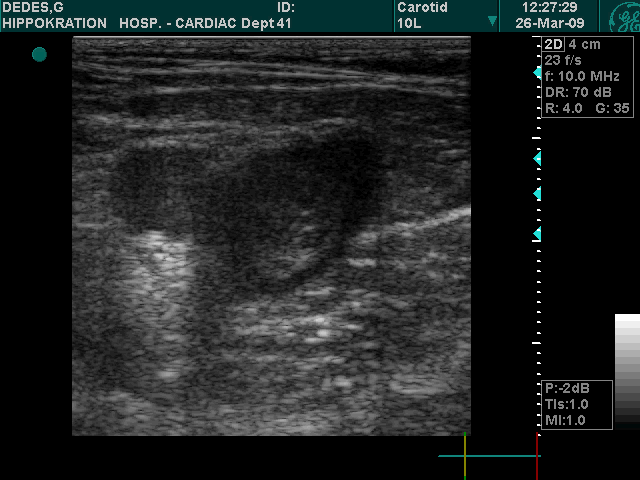 DEDES,G ID: Carotid 12:27:29
HIPPOKRATION HOSP. - CARDIAC Dept 41 10L 26-Mar-09
2D 4 cm
23 f/s
f: 10.0 MHz
DR: 70 dB
R: 4.0 G: 35
P:-2dB
TIs:1.0
MI:1.0